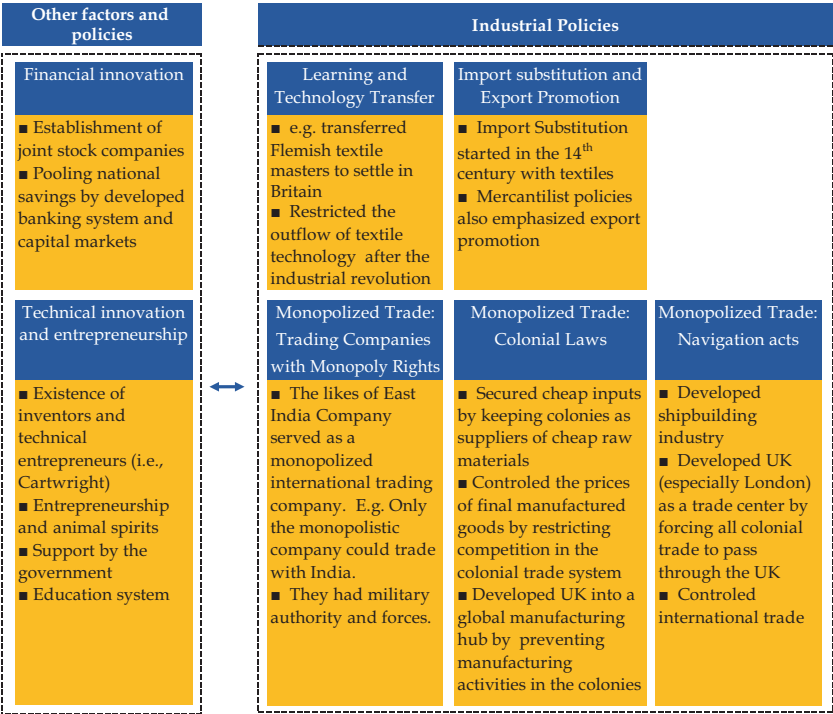 Other factors and
policies
Industrial Policies
Financial innovation
■ Establishment of
joint stock companies
■ Pooling national
savings by developed
banking system and
capital markets
Technical innovation
and entrepreneurship
■ Existence of
inventors and
technical
entrepreneurs (i.e.,
Cartwright)
■ Entrepreneurship
and animal spirits
■ Support by the
government
■ Education system
Learning and
Technology Transfer
■ e.g. transferred
Flemish textile
masters to settle in
Britain
■ Restricted the
outflow of textile
technology after the
industrial revolution
Import substitution and
Export Promotion
■ Import Substitution
started in the 14th
century with textiles
■ Mercantilist policies
also emphasized export
promotion
Monopolized Trade:
Trading Companies
with Monopoly Rights
■ The likes of East
India Company
served as a
monopolized
international trading
company. E.g. Only
the monopolistic
company could trade
with India.
■ They had military
authority and forces.
Monopolized Trade:
Colonial Laws
■ Secured cheap inputs
by keeping colonies as
suppliers of cheap raw
materials
■ Controled the prices
of final manufactured
goods by restricting
competition in the
colonial trade system
■ Developed UK into a
global manufacturing
hub by preventing
manufacturing
activities in the colonies
Monopolized Trade:
Navigation acts
■ Developed
shipbuilding
industry
■ Developed UK
(especially London)
as a trade center by
forcing all colonial
trade to pass
through the UK
■ Controled
international trade